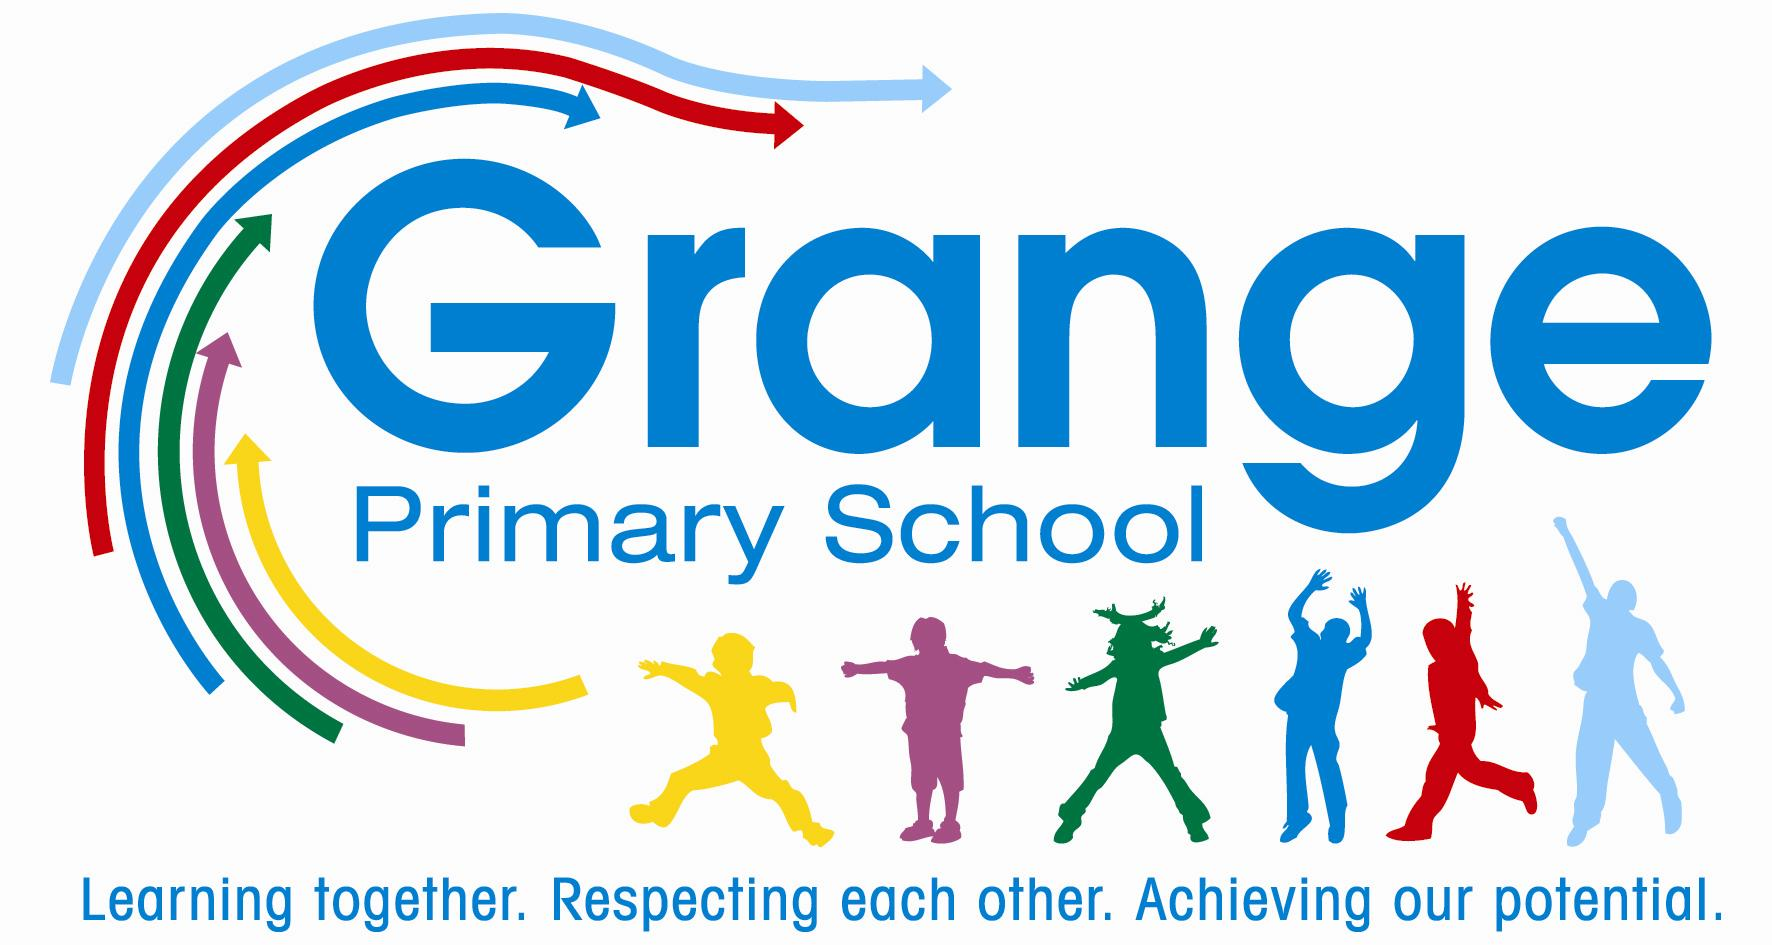 Grange
Primary School
Learning together. Respecting each other. Achieving our potential.